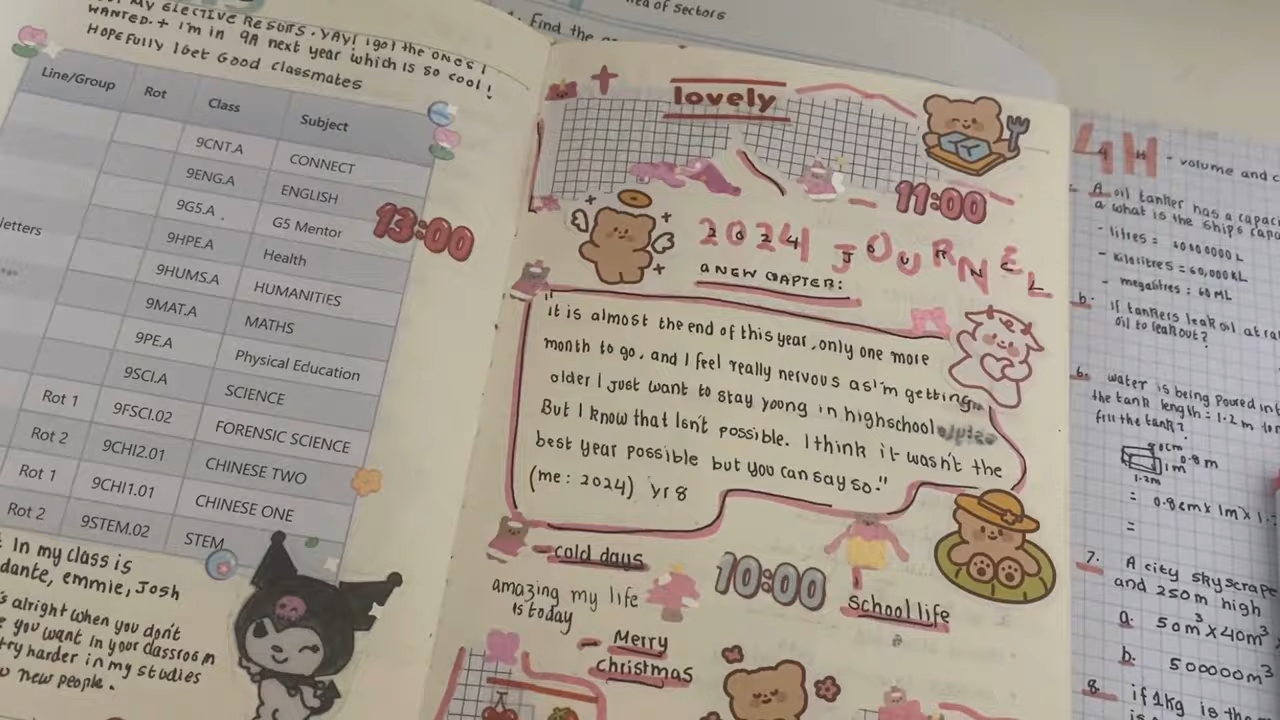 MY ELECTIVE RESULTS. YAY! I got the ones I
WANTED. + I'm in 9A next year which is so cool!
HOPEFULLY I Get Good classmates
Line/Group Rot Class Subject
9CNT.A CONNECT
9ENG.A ENGLISH
9G5.A G5 Mentor
9HPE.A Health
9HUMS.A HUMANITIES
9MAT.A MATHS
9PE.A Physical Education
9SCI.A SCIENCE
Rot 1 9FSCI.02 FORENSIC SCIENCE
Rot 2 9CHI2.01 CHINESE TWO
Rot 1 9CHI1.01 CHINESE ONE
Rot 2 9STEM.02 STEM
13:00
In my class is
emmie, Josh
alright when you don't
you want in your classroom
try harder in my studies
new people.
of Sectors
Find the
lovely
11:00
2024 JOURNEL
a NEW CHAPTER:
"it is almost the end of this year, only one more
month to go, and I feel really nervous as i'm getting
older I just want to stay young in highschool
But I know that isn't possible. I think it wasn't the
best year possible but you can say so."
(me: 2024) yr 8
- cold days
amazing my life
is today
10:00
School life
- Merry
christmas
4H - volume and
A oil tanker has a
a what is the ships
- litres =
- kilolitres = 60,000 KL
- megalitres = 60 ML
b. if tankers leak oil at
oil to leak out?
6. water is being poured
the tank length = 1.2 m
fill the tank?
0.8 m
1m
1.2m
= 0.8cm x 1m x
=
7. A city
and 250m high
a. 50m³ x 40m³
b. 500000m³
8. if 1kg is